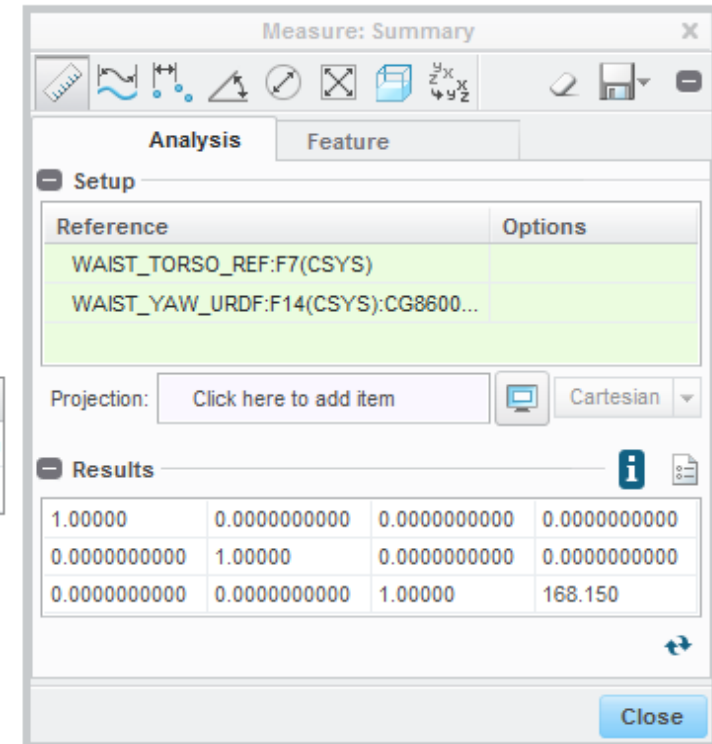 Measure: Summary
Analysis Feature
Setup
Reference Options
WAIST_TORSO_REF:F7(CSYS)
WAIST_YAW_URDF:F14(CSYS):CG8600...
Projection: Click here to add item Cartesian
Results
1.00000 0.0000000000 0.0000000000 0.0000000000
0.0000000000 1.00000 0.0000000000 0.0000000000
0.0000000000 0.0000000000 1.00000 168.150
Close